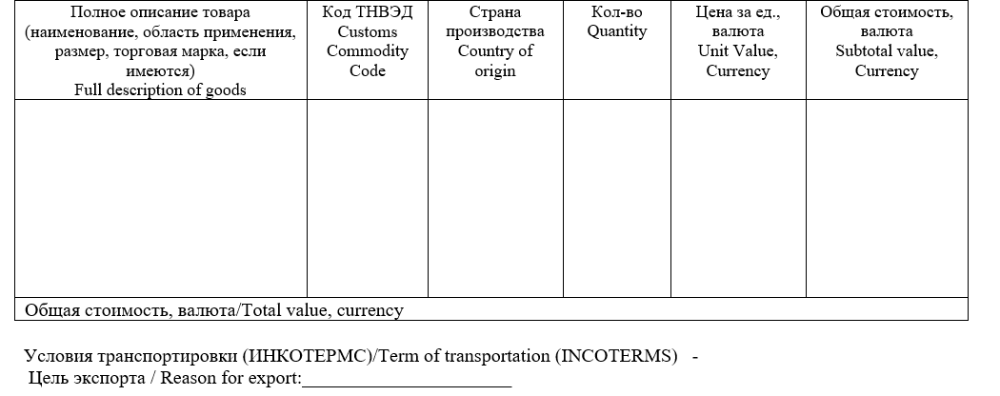 Полное описание товара
(наименование, область применения,
размер, торговая марка, если
имеются)
Full description of goods
Код ТНВЭД
Customs
Commodity
Code
Страна
производства
Country of
origin
Кол-во
Quantity
Цена за ед.,
валюта
Unit Value,
Currency
Общая стоимость,
валюта
Subtotal value,
Currency
Общая стоимость, валюта/Total value, currency
Условия транспортировки (ИНКОТЕРМС)/Term of transportation (INCOTERMS) -
Цель экспорта / Reason for export:______________________